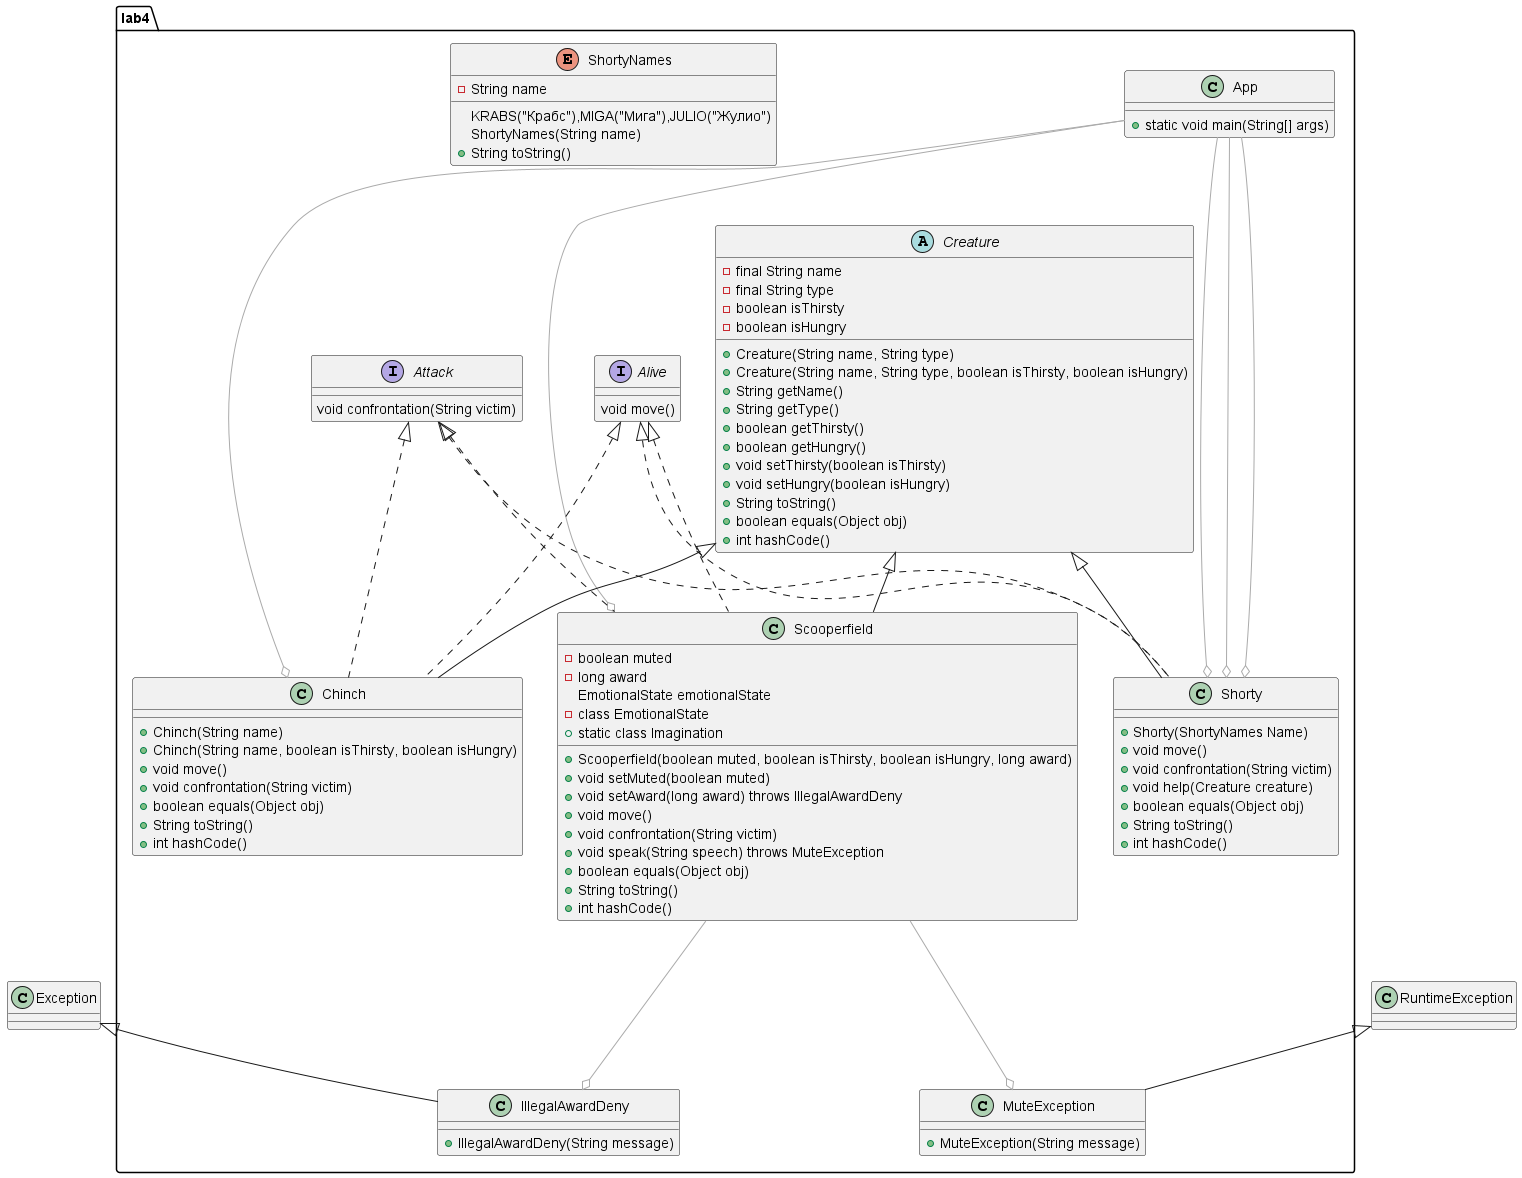 lab4
E ShortyNames
String name
KRABS("Крабс"),MIGA("Мига"),JULIO("Жулио")
ShortyNames(String name)
String toString()
C App
static void main(String[] args)
A Creature
final String name
final String type
boolean isThirsty
boolean isHungry
Creature(String name, String type)
Creature(String name, String type, boolean isThirsty, boolean isHungry)
String getName()
String getType()
boolean getThirsty()
boolean getHungry()
void setThirsty(boolean isThirsty)
void setHungry(boolean isHungry)
String toString()
boolean equals(Object obj)
int hashCode()
I Attack
void confrontation(String victim)
I Alive
void move()
C Chinch
Chinch(String name)
Chinch(String name, boolean isThirsty, boolean isHungry)
void move()
void confrontation(String victim)
boolean equals(Object obj)
String toString()
int hashCode()
C Scooperfield
boolean muted
long award
EmotionalState emotionalState
class EmotionalState
static class Imagination
Scooperfield(boolean muted, boolean isThirsty, boolean isHungry, long award)
void setMuted(boolean muted)
void setAward(long award) throws IllegalAwardDeny
void move()
void confrontation(String victim)
void speak(String speech) throws MuteException
boolean equals(Object obj)
String toString()
int hashCode()
C Shorty
Shorty(ShortyNames Name)
void move()
void confrontation(String victim)
void help(Creature creature)
boolean equals(Object obj)
String toString()
int hashCode()
C Exception
C RuntimeException
C IllegalAwardDeny
IllegalAwardDeny(String message)
C MuteException
MuteException(String message)